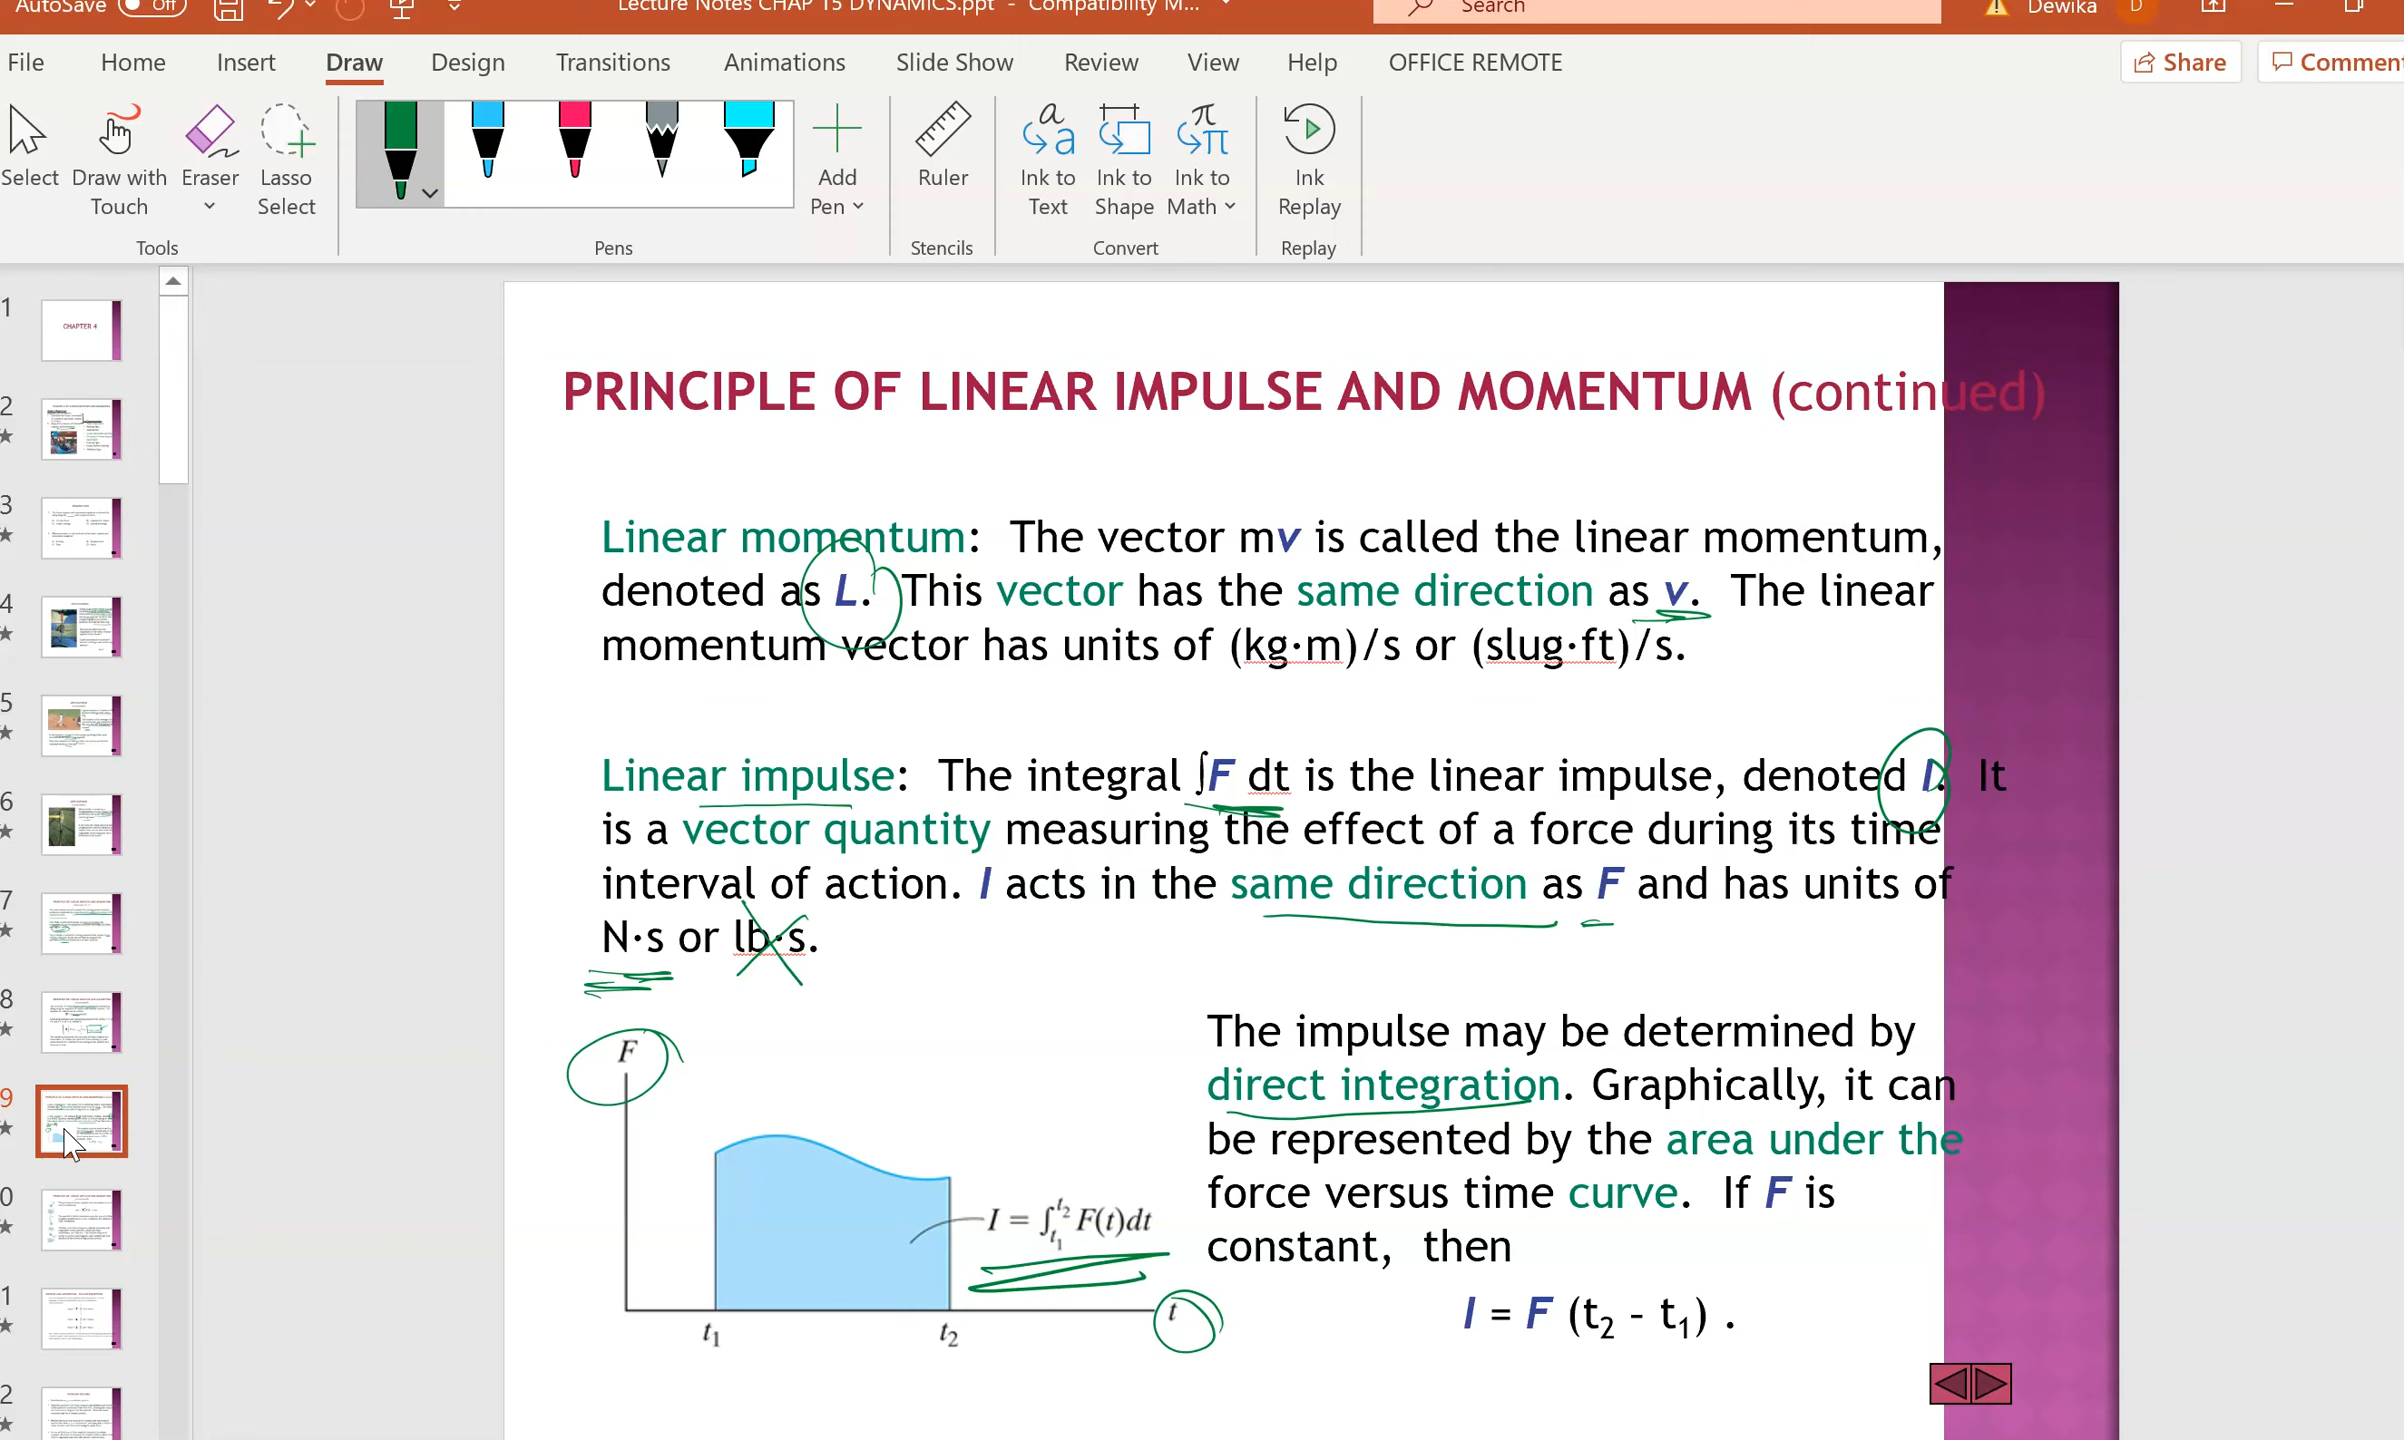 AutoSave Off Lecture Notes CHAP 15 DYNAMICS.ppt - Compatibility M... Search Dewika D
File Home Insert Draw Design Transitions Animations Slide Show Review View Help OFFICE REMOTE Share Commen
Select Draw with Touch Eraser Lasso Select Add Pen Ruler Ink to Text Ink to Shape Ink to Math Ink Replay
Tools Pens Stencils Convert Replay
1
CHAPTER 4
2
3
4
5
6
7
8
9
0
1
2
PRINCIPLE OF LINEAR IMPULSE AND MOMENTUM (continued)
Linear momentum: The vector mv is called the linear momentum,
denoted as L. This vector has the same direction as v. The linear
momentum vector has units of (kg·m)/s or (slug·ft)/s.
Linear impulse: The integral ∫F dt is the linear impulse, denoted I. It
is a vector quantity measuring the effect of a force during its time
interval of action. I acts in the same direction as F and has units of
N·s or lb·s.
The impulse may be determined by
direct integration. Graphically, it can
be represented by the area under the
force versus time curve. If F is
constant, then
I = F (t2 - t1) .
F
I = ∫t1t2 F(t)dt
t
t1 t2